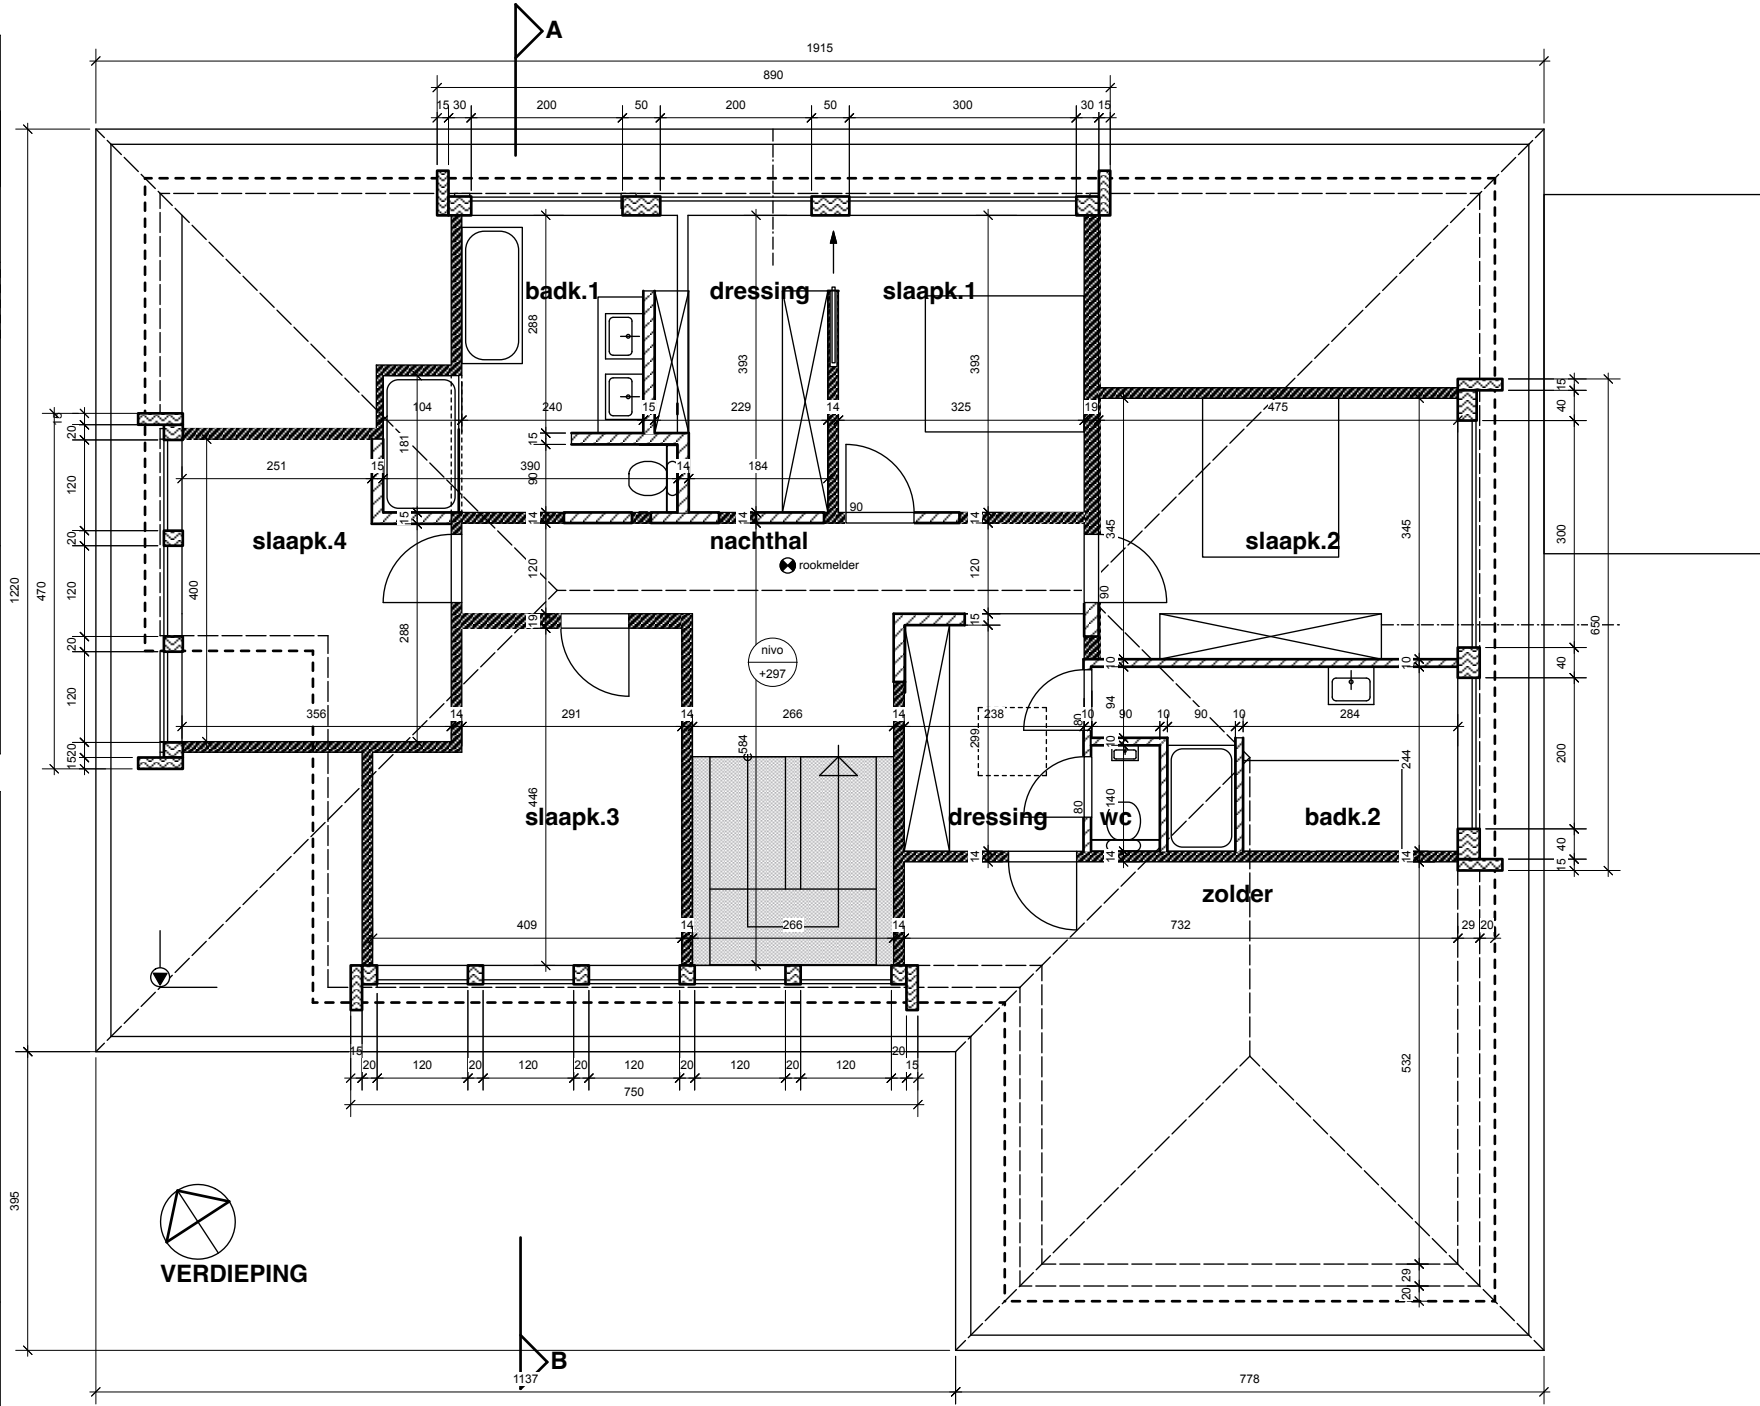 A
1915
890
15 30 200 50 200 50 300 30 15
badk.1 dressing slaapk.1
288 393 393
104 240 15 229 14 325 19 475
15
40
15
20
181 15
251 15 390 14 184
90
90
120
15 14 14 14
slaapk.4 nachthal 345 slaapk.2 345 300
20
rookmelder
120 120
1220 470 120 400 90
288 19 15 650
20
nivo
+297
10 10 40
120 94
356 14 291 14 266 14 238 80 10 90 10 90 10 284
584 299 10 244 200
1520
446 140
80
slaapk.3 dressing wc badk.2
40
14 14 14 15
zolder
409 14 266 14 732 29 20
15 20
20 120 20 120 20 120 20 120 20 120 15
750
532
395
29
20
VERDIEPING
B
1137 778